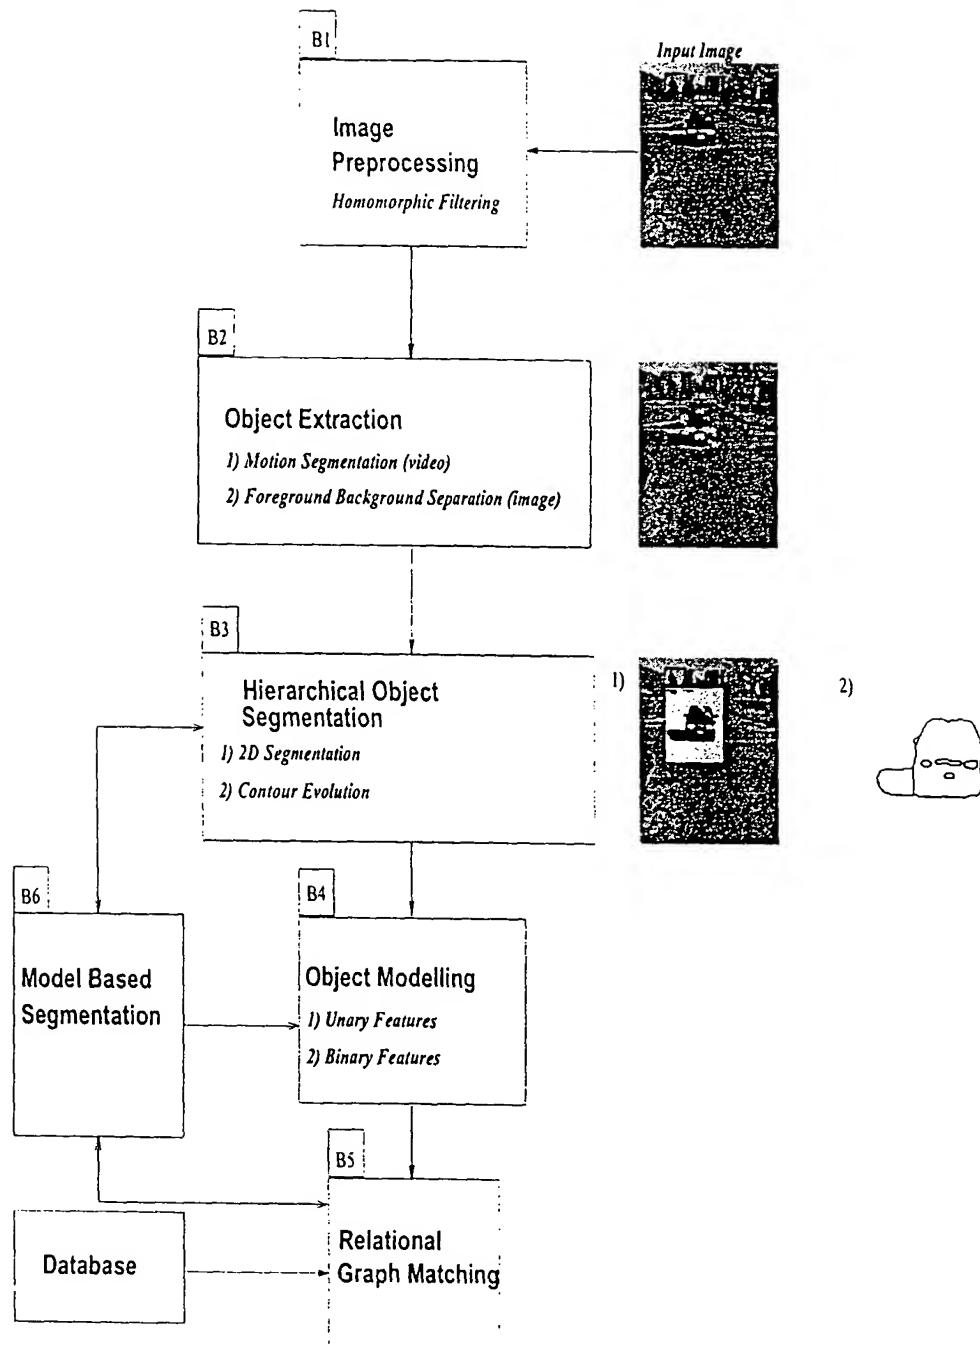 B1
Input Image
Image
Preprocessing
Homomorphic Filtering
B2
Object Extraction
1) Motion Segmentation (video)
2) Foreground Background Separation (image)
B3
Hierarchical Object
Segmentation
1) 2D Segmentation
2) Contour Evolution
1)
2)
B6
Model Based
Segmentation
B4
Object Modelling
1) Unary Features
2) Binary Features
B5
Relational
Graph Matching
Database